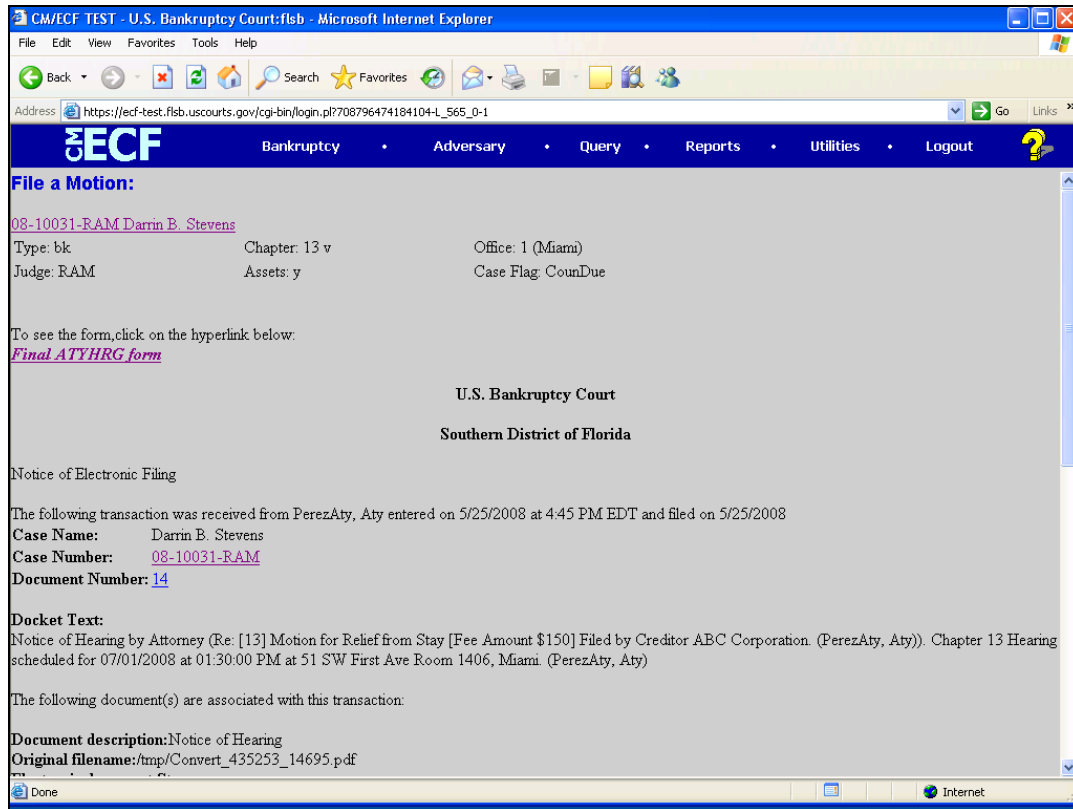 CM/ECF TEST - U.S. Bankruptcy Court:flsb - Microsoft Internet Explorer
File Edit View Favorites Tools Help
Back Search Favorites
Address https://ecf-test.flsb.uscourts.gov/cgi-bin/login.pl?708796474184104-L_565_0-1 Go Links »
CM ECF Bankruptcy • Adversary • Query • Reports • Utilities • Logout ?
File a Motion:
08-10031-RAM Darrin B. Stevens
Type: bk Chapter: 13 v Office: 1 (Miami)
Judge: RAM Assets: y Case Flag: CounDue
To see the form,click on the hyperlink below:
Final ATYHRG form
U.S. Bankruptcy Court
Southern District of Florida
Notice of Electronic Filing
The following transaction was received from PerezAty, Aty entered on 5/25/2008 at 4:45 PM EDT and filed on 5/25/2008
Case Name: Darrin B. Stevens
Case Number: 08-10031-RAM
Document Number: 14
Docket Text:
Notice of Hearing by Attorney (Re: [13] Motion for Relief from Stay [Fee Amount $150] Filed by Creditor ABC Corporation. (PerezAty, Aty)). Chapter 13 Hearing
scheduled for 07/01/2008 at 01:30:00 PM at 51 SW First Ave Room 1406, Miami. (PerezAty, Aty)
The following document(s) are associated with this transaction:
Document description:Notice of Hearing
Original filename:/tmp/Convert_435253_14695.pdf
Done Internet